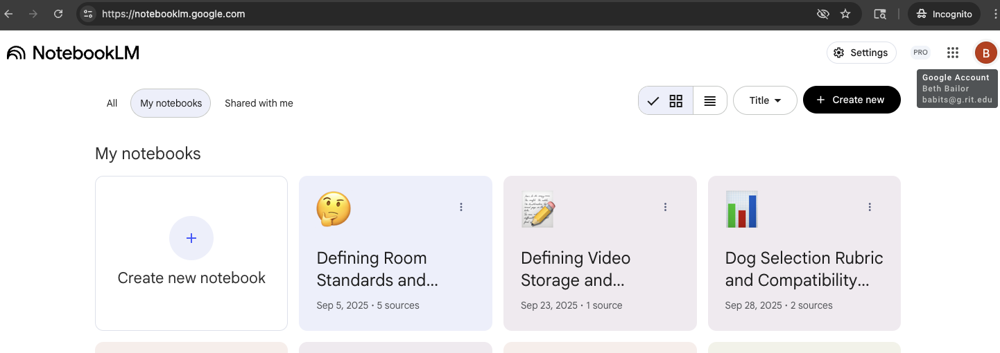 https://notebooklm.google.com
Incognito
NotebookLM
Settings
PRO
B
Google Account
Beth Bailor
babits@g.rit.edu
All
My notebooks
Shared with me
Title
+ Create new
My notebooks
+
Create new notebook
Defining Room
Standards and...
Sep 5, 2025 • 5 sources
Defining Video
Storage and...
Sep 23, 2025 • 1 source
Dog Selection Rubric
and Compatibility...
Sep 28, 2025 • 2 sources